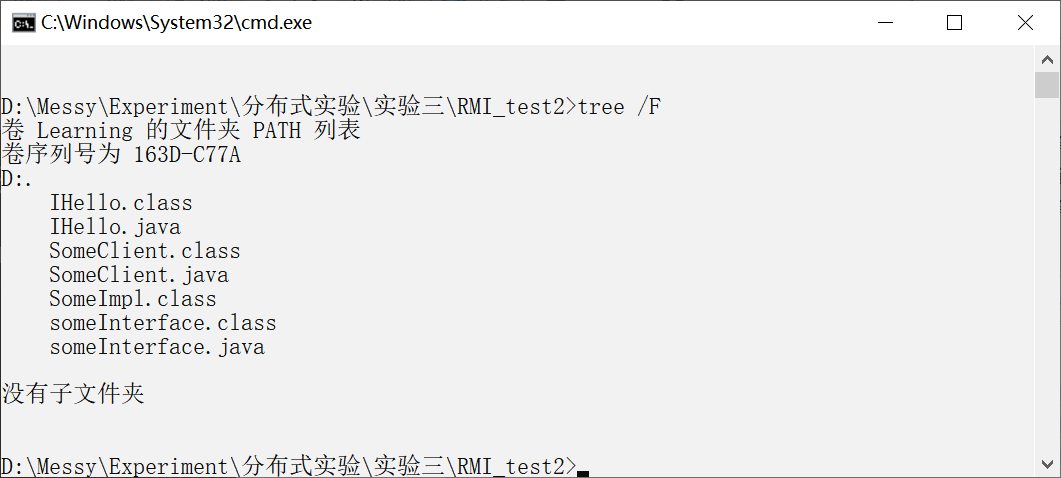 C:\Windows\System32\cmd.exe
D:\Messy\Experiment\分布式实验\实验三\RMI_test2>tree /F
卷 Learning 的文件夹 PATH 列表
卷序列号为 163D-C77A
D:.
IHello.class
IHello.java
SomeClient.class
SomeClient.java
SomeImpl.class
someInterface.class
someInterface.java
没有子文件夹
D:\Messy\Experiment\分布式实验\实验三\RMI_test2>